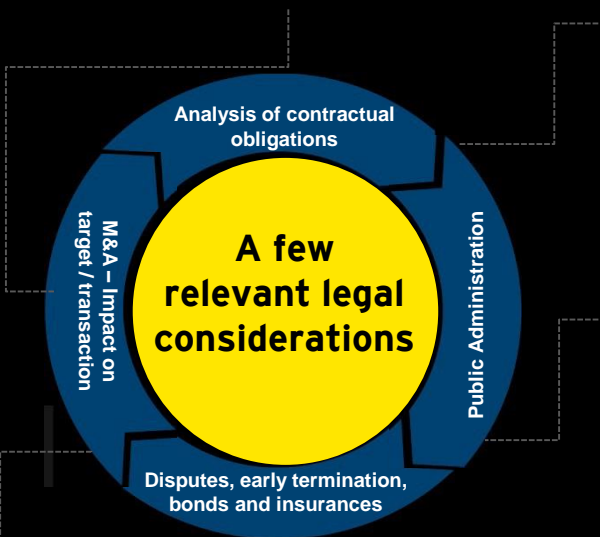 Analysis of contractual
obligations
M&A – Impact on
target / transaction
A few
relevant legal
considerations
Public Administration
Disputes, early termination,
bonds and insurances